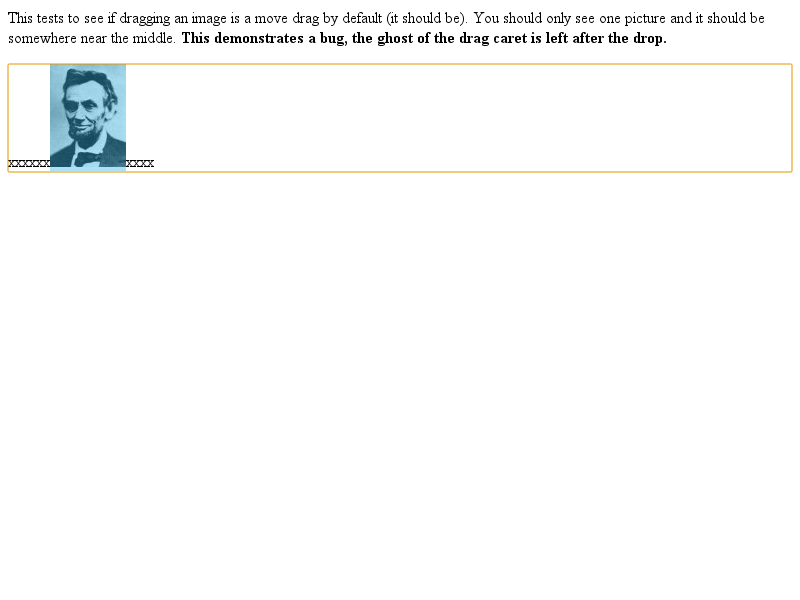 This tests to see if dragging an image is a move drag by default (it should be). You should only see one picture and it should be
somewhere near the middle. This demonstrates a bug, the ghost of the drag caret is left after the drop.
xxxxxx xxxx